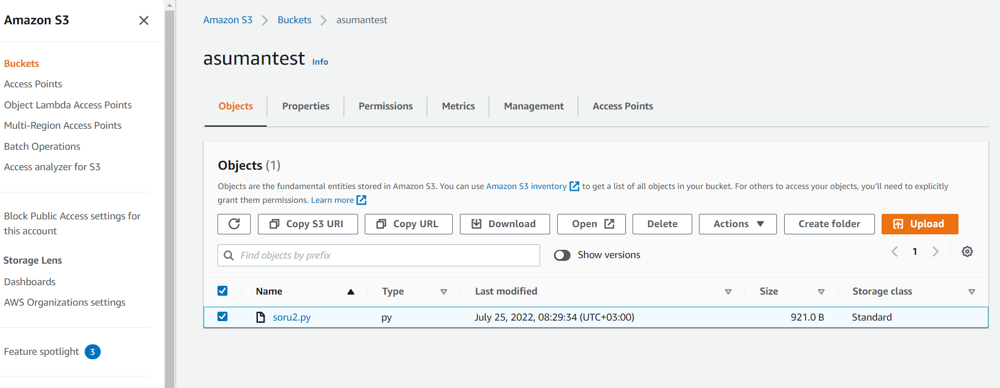 Amazon S3
Buckets
Access Points
Object Lambda Access Points
Multi-Region Access Points
Batch Operations
Access analyzer for S3
Block Public Access settings for
this account
Storage Lens
Dashboards
AWS Organizations settings
Feature spotlight 3
Amazon S3 Buckets asumantest
asumantest Info
Objects Properties Permissions Metrics Management Access Points
Objects (1)
Objects are the fundamental entities stored in Amazon S3. You can use Amazon S3 inventory to get a list of all objects in your bucket. For others to access your objects, you’ll need to explicitly
grant them permissions. Learn more
Copy S3 URI Copy URL Download Open Delete Actions Create folder Upload
Find objects by prefix Show versions 1
Name Type Last modified Size Storage class
soru2.py py July 25, 2022, 08:29:34 (UTC+03:00) 921.0 B Standard